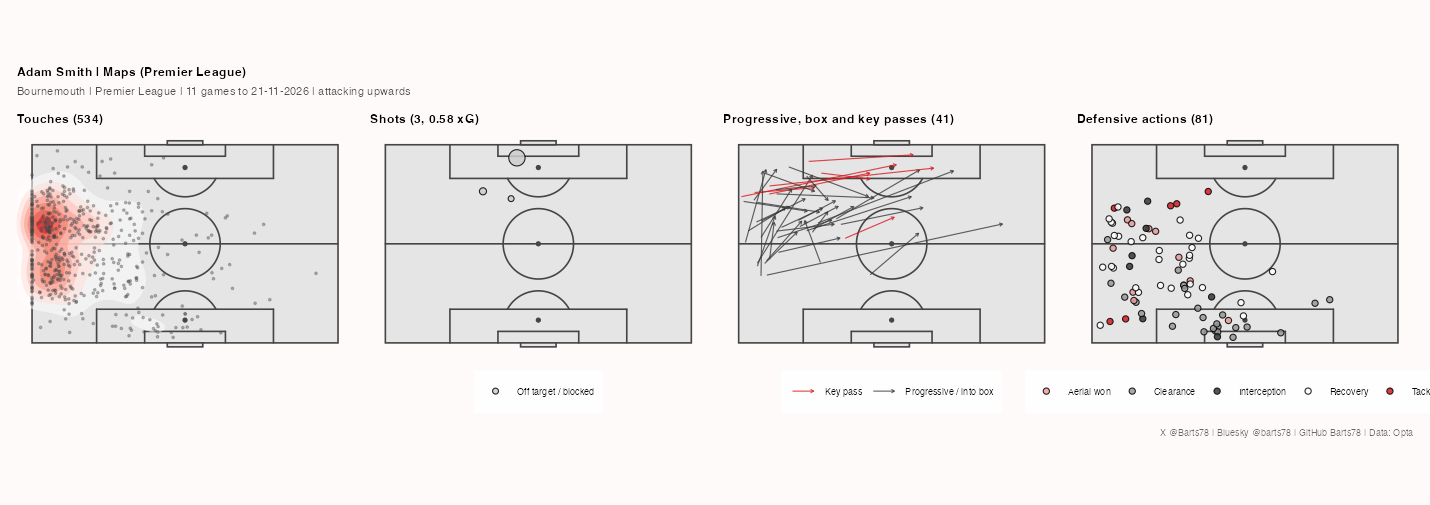 Adam Smith | Maps (Premier League)
Bournemouth | Premier League | 11 games to 21-11-2026 | attacking upwards
Touches (534)
Shots (3, 0.58 xG)
Progressive, box and key passes (41)
Defensive actions (81)
Off target / blocked
Key pass
Progressive / into box
Aerial won
Clearance
Interception
Recovery
Tack
X @Barts78 | Bluesky @barts78 | GitHub Barts78 | Data: Opta